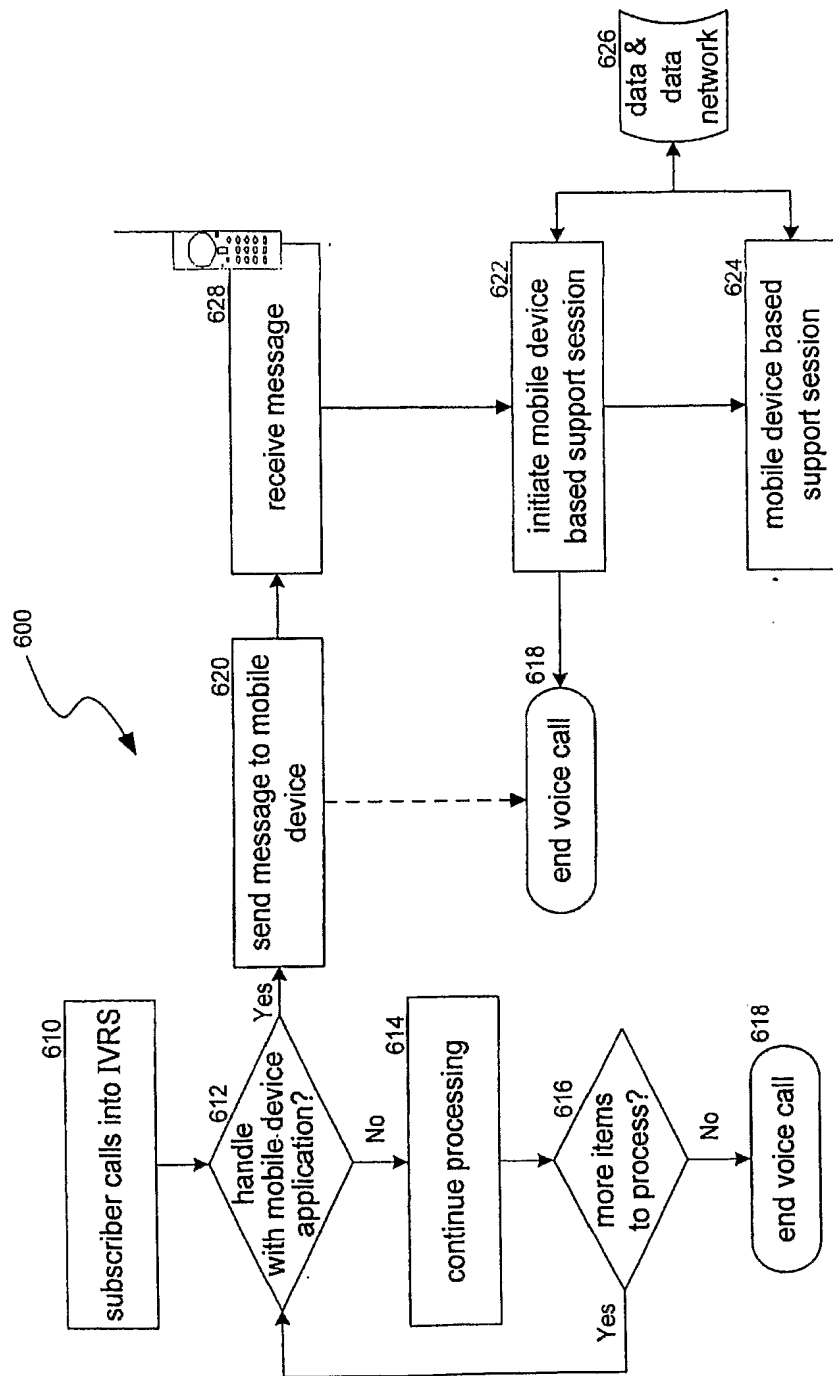 600
610
subscriber calls into IVRS
612
handle
with mobile device
application?
Yes
No
614
continue processing
616
more items
to process?
Yes
No
618
end voice call
620
send message to mobile
device
618
end voice call
628
receive message
622
initiate mobile device
based support session
624
mobile device based
support session
626
data &
data
network